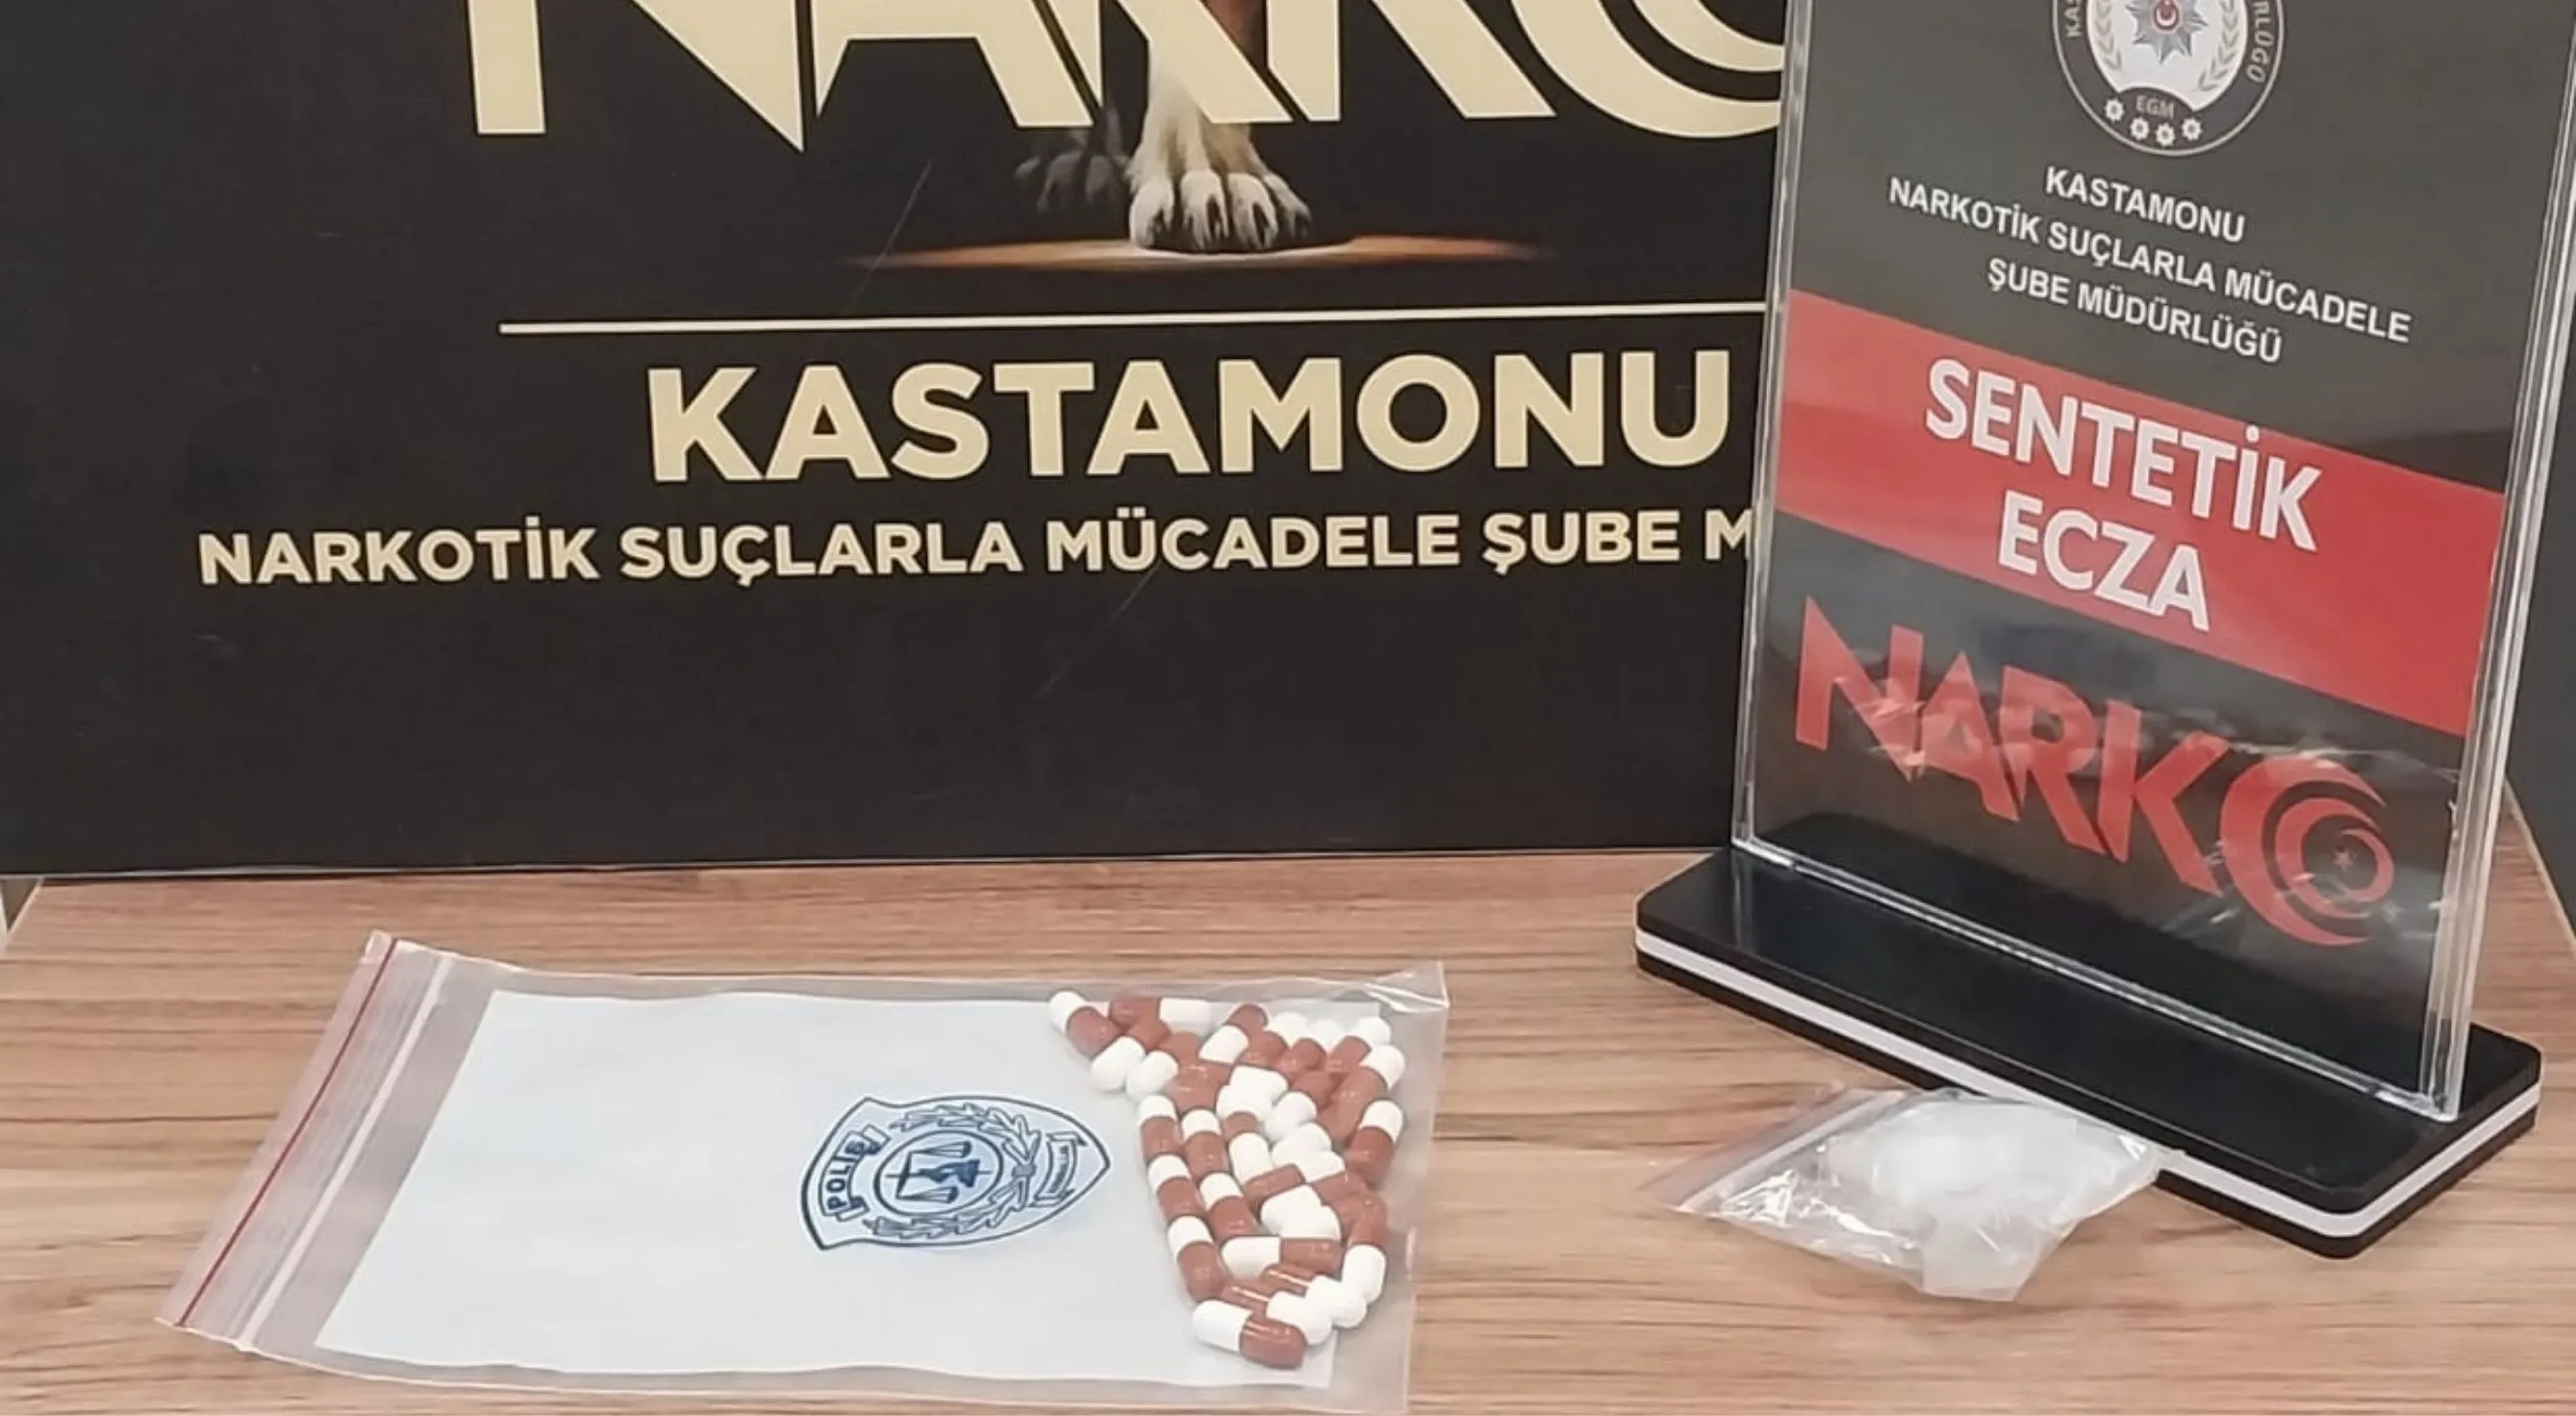 NARKO
KASTAMONU
NARKOTİK SUÇLARLA MÜCADELE ŞUBE M
EGM
KASTAMONU
NARKOTİK SUÇLARLA MÜCADELE
ŞUBE MÜDÜRLÜĞÜ
SENTETİK
ECZA
NARKO
POLİS